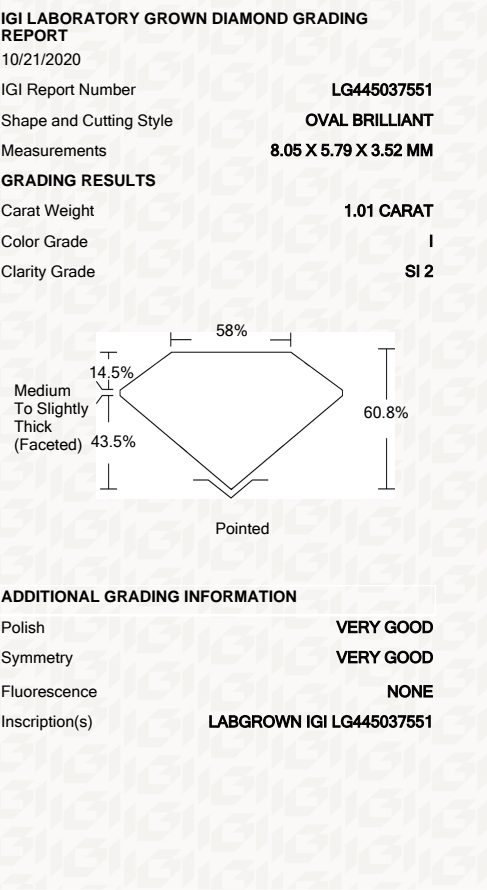 IGI LABORATORY GROWN DIAMOND GRADING
REPORT
10/21/2020
IGI Report Number LG445037551
Shape and Cutting Style OVAL BRILLIANT
Measurements 8.05 X 5.79 X 3.52 MM
GRADING RESULTS
Carat Weight 1.01 CARAT
Color Grade I
Clarity Grade SI 2
58%
14.5%
Medium
To Slightly
Thick
(Faceted)
43.5%
60.8%
Pointed
ADDITIONAL GRADING INFORMATION
Polish VERY GOOD
Symmetry VERY GOOD
Fluorescence NONE
Inscription(s) LABGROWN IGI LG445037551